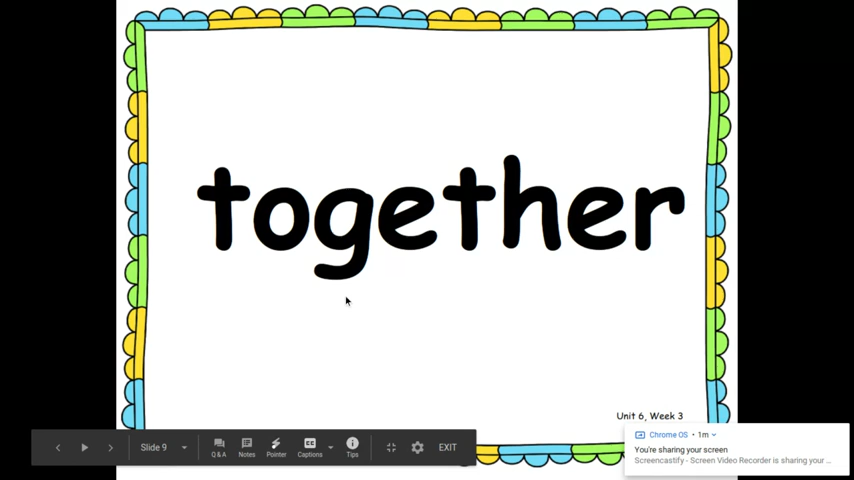 together
Unit 6, Week 3
Slide 9
Q & A
Notes
Pointer
CC
Captions
Tips
EXIT
Chrome OS • 1m
You're sharing your screen
Screencastify - Screen Video Recorder is sharing your ...